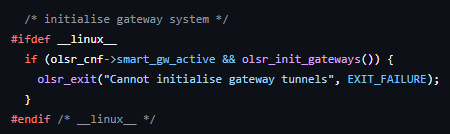 /* initialise gateway system */
#ifdef __linux__
if (olsr_cnf->smart_gw_active && olsr_init_gateways()) {
olsr_exit("Cannot initialise gateway tunnels", EXIT_FAILURE);
}
#endif /* __linux__ */